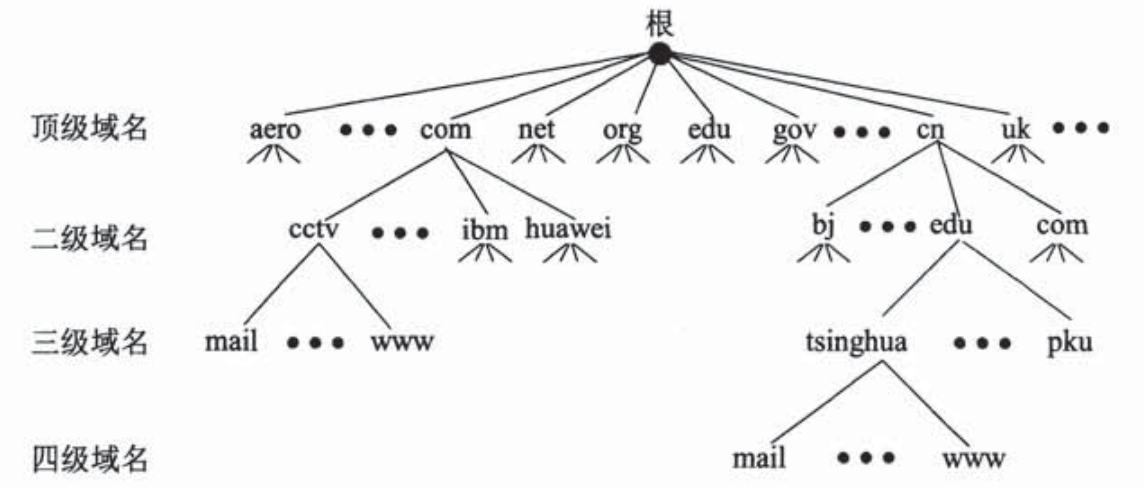 根
顶级域名 aero ••• com net org edu gov ••• cn uk •••
二级域名 cctv ••• ibm huawei bj ••• edu com
三级域名 mail ••• www tsinghua ••• pku
四级域名 mail ••• www